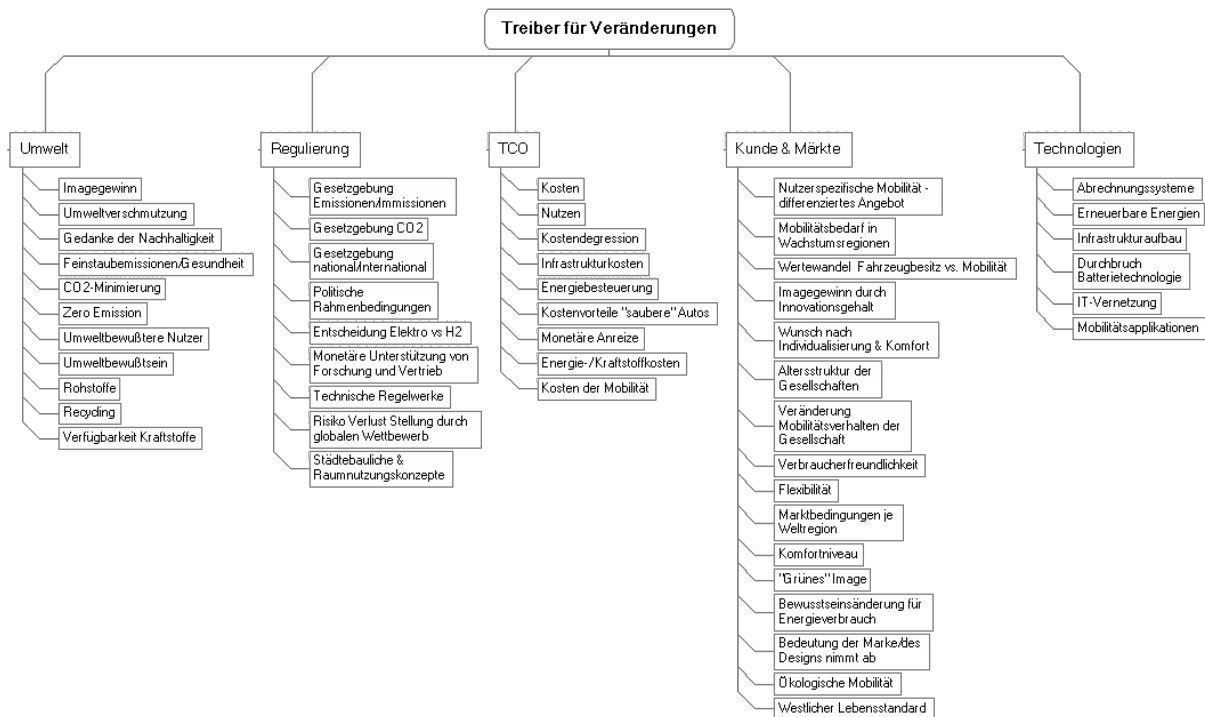 Treiber für Veränderungen
Umwelt
Imagegewinn
Umweltverschmutzung
Gedanke der Nachhaltigkeit
Feinstaubemissionen/Gesundheit
CO2-Minimierung
Zero Emission
Umweltbewußtere Nutzer
Umweltbewußtsein
Rohstoffe
Recycling
Verfügbarkeit Kraftstoffe
Regulierung
Gesetzgebung
Emissionen/Immissionen
Gesetzgebung CO2
Gesetzgebung
national/international
Politische
Rahmenbedingungen
Entscheidung Elektro vs H2
Monetäre Unterstützung von
Forschung und Vertrieb
Technische Regelwerke
Risiko Verlust Stellung durch
globalen Wettbewerb
Städtebauliche &
Raumnutzungskonzepte
TCO
Kosten
Nutzen
Kostendegression
Infrastrukturkosten
Energiebesteuerung
Kostenvorteile "saubere" Autos
Monetäre Anreize
Energie-/Kraftstoffkosten
Kosten der Mobilität
Kunde & Märkte
Nutzerspezifische Mobilität -
differenziertes Angebot
Mobilitätsbedarf in
Wachstumsregionen
Wertewandel Fahrzeugbesitz vs. Mobilität
Imagegewinn durch
Innovationsgehalt
Wunsch nach
Individualisierung & Komfort
Altersstruktur der
Gesellschaften
Veränderung
Mobilitätsverhalten der
Gesellschaft
Verbraucherfreundlichkeit
Flexibilität
Marktbedingungen je
Weltregion
Komfortniveau
"Grünes" Image
Bewusstseinsänderung für
Energieverbrauch
Bedeutung der Marke/des
Designs nimmt ab
Ökologische Mobilität
Westlicher Lebensstandard
Technologien
Abrechnungssysteme
Erneuerbare Energien
Infrastrukturaufbau
Durchbruch
Batterietechnologie
IT-Vernetzung
Mobilitätsapplikationen